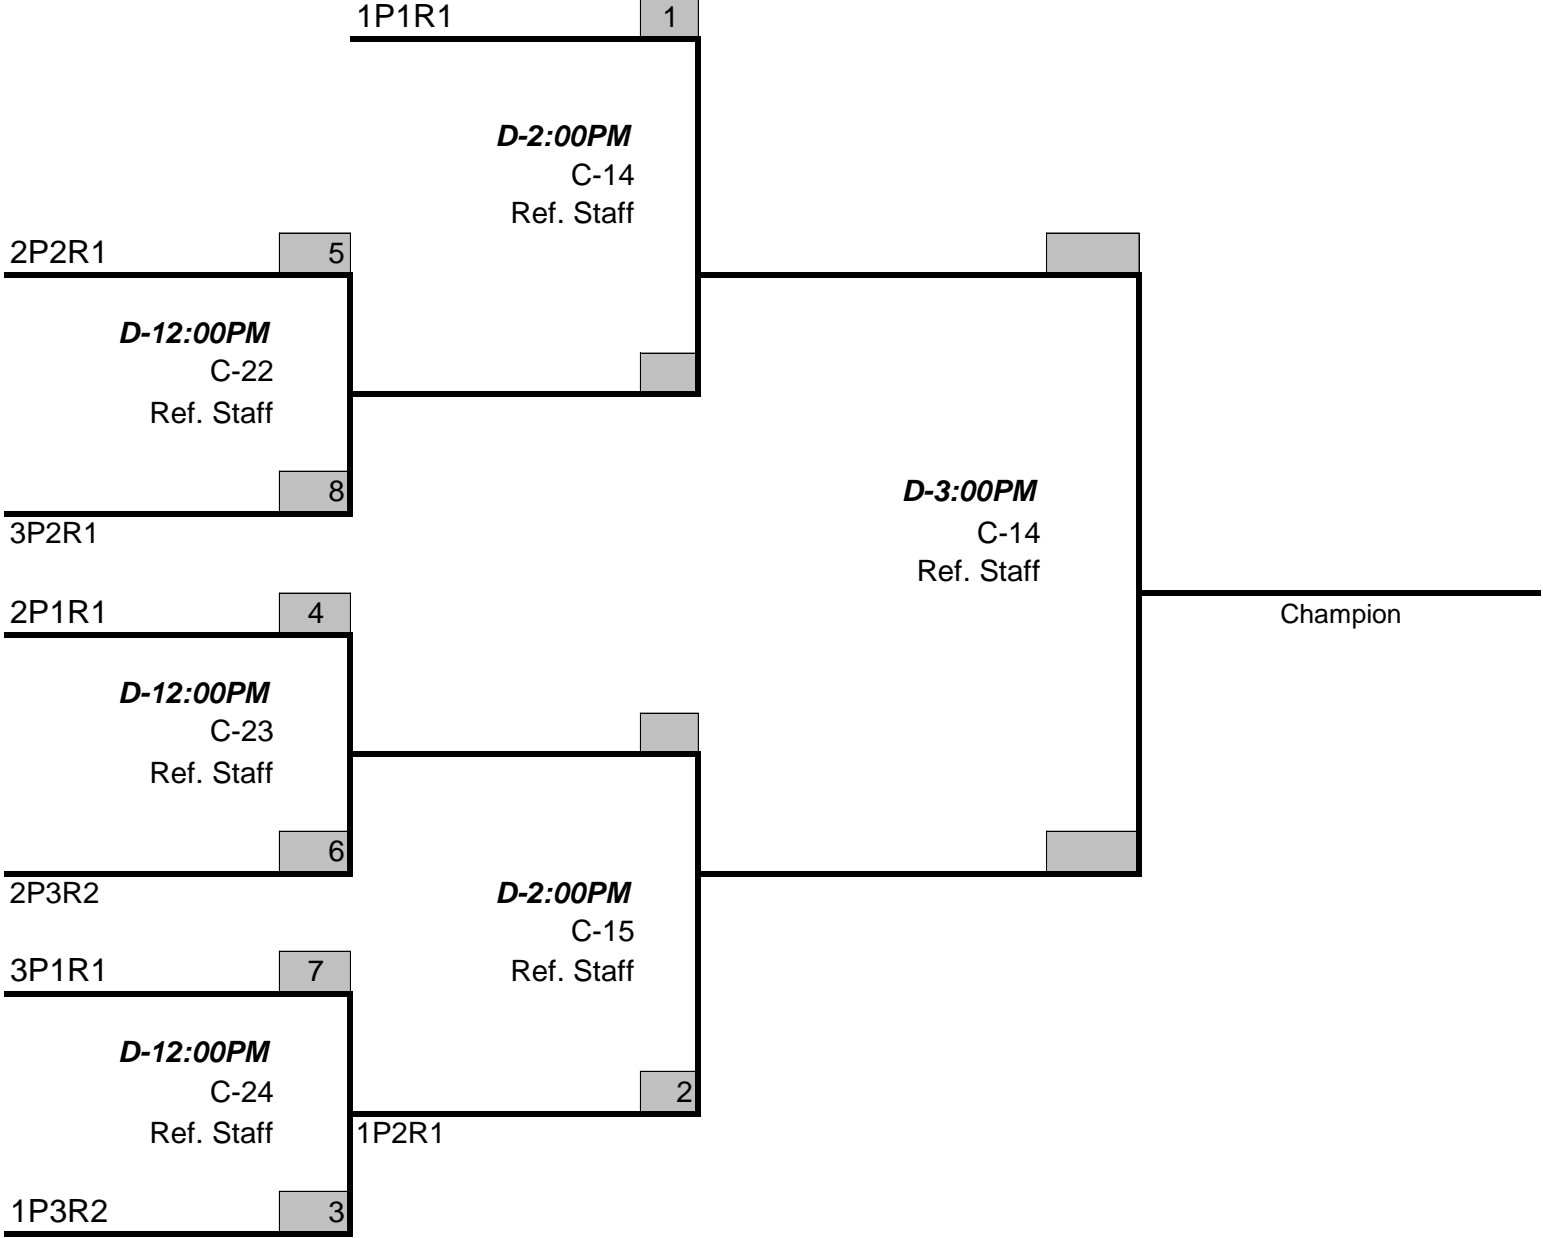 1P1R1 1
D-2:00PM
C-14
Ref. Staff
2P2R1 5
D-12:00PM
C-22
Ref. Staff
8
3P2R1
D-3:00PM
C-14
Ref. Staff
Champion
2P1R1 4
D-12:00PM
C-23
Ref. Staff
6
2P3R2
D-2:00PM
C-15
Ref. Staff
3P1R1 7
D-12:00PM
C-24
Ref. Staff
2
1P2R1
1P3R2 3